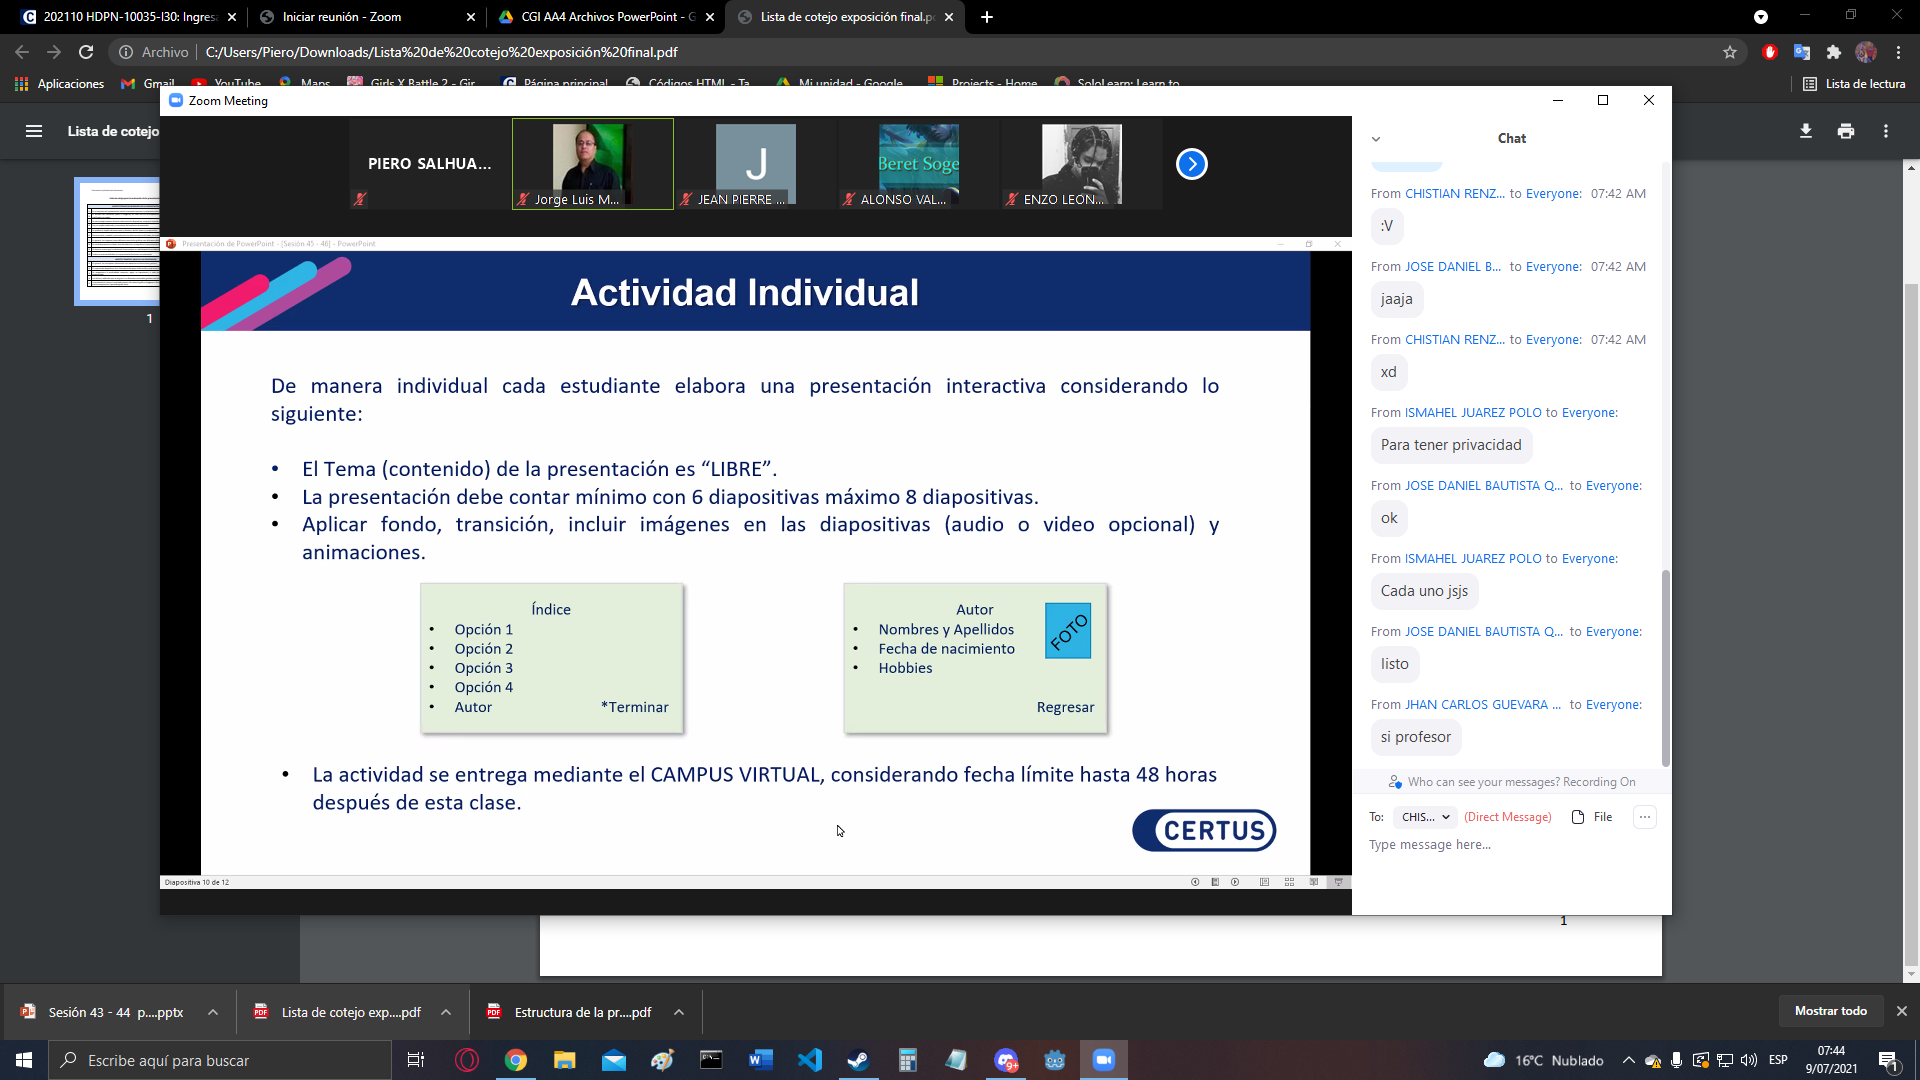 202110 HDPN-10035-I30: Ingresa
Iniciar reunión - Zoom
CGI AA4 Archivos PowerPoint - G
Lista de cotejo exposición final.p
Archivo
C:/Users/Piero/Downloads/Lista%20de%20cotejo%20exposición%20final.pdf
Aplicaciones
Gmail
YouTube
Maps
Girls X Battle 2 - Gir
Página principal
Códigos HTML - Ta
Mi unidad - Google
Projects - Home
SoloLearn: Learn to
Lista de lectura
Lista de cotejo
1
Zoom Meeting
PIERO SALHUA...
Jorge Luis M...
J
JEAN PIERRE ...
Beret Soge
ALONSO VAL...
ENZO LEON...
Presentación de PowerPoint - [Sesión 45 - 46] - PowerPoint
Actividad Individual
De manera individual cada estudiante elabora una presentación interactiva considerando lo
siguiente:
• El Tema (contenido) de la presentación es “LIBRE”.
• La presentación debe contar mínimo con 6 diapositivas máximo 8 diapositivas.
• Aplicar fondo, transición, incluir imágenes en las diapositivas (audio o video opcional) y
animaciones.
Índice
• Opción 1
• Opción 2
• Opción 3
• Opción 4
• Autor
*Terminar
Autor
• Nombres y Apellidos
• Fecha de nacimiento
• Hobbies
FOTO
Regresar
• La actividad se entrega mediante el CAMPUS VIRTUAL, considerando fecha límite hasta 48 horas
después de esta clase.
CERTUS
Diapositiva 10 de 12
Chat
From CHISTIAN RENZ... to Everyone: 07:42 AM
:V
From JOSE DANIEL B... to Everyone: 07:42 AM
jaaja
From CHISTIAN RENZ... to Everyone: 07:42 AM
xd
From ISMAHEL JUAREZ POLO to Everyone:
Para tener privacidad
From JOSE DANIEL BAUTISTA Q... to Everyone:
ok
From ISMAHEL JUAREZ POLO to Everyone:
Cada uno jsjs
From JOSE DANIEL BAUTISTA Q... to Everyone:
listo
From JHAN CARLOS GUEVARA ... to Everyone:
si profesor
Who can see your messages? Recording On
To: CHIS... (Direct Message) File
Type message here...
1
Sesión 43 - 44 p....pptx
Lista de cotejo exp....pdf
Estructura de la pr....pdf
Mostrar todo
Escribe aquí para buscar
9+
16°C Nublado
ESP
07:44
9/07/2021
1